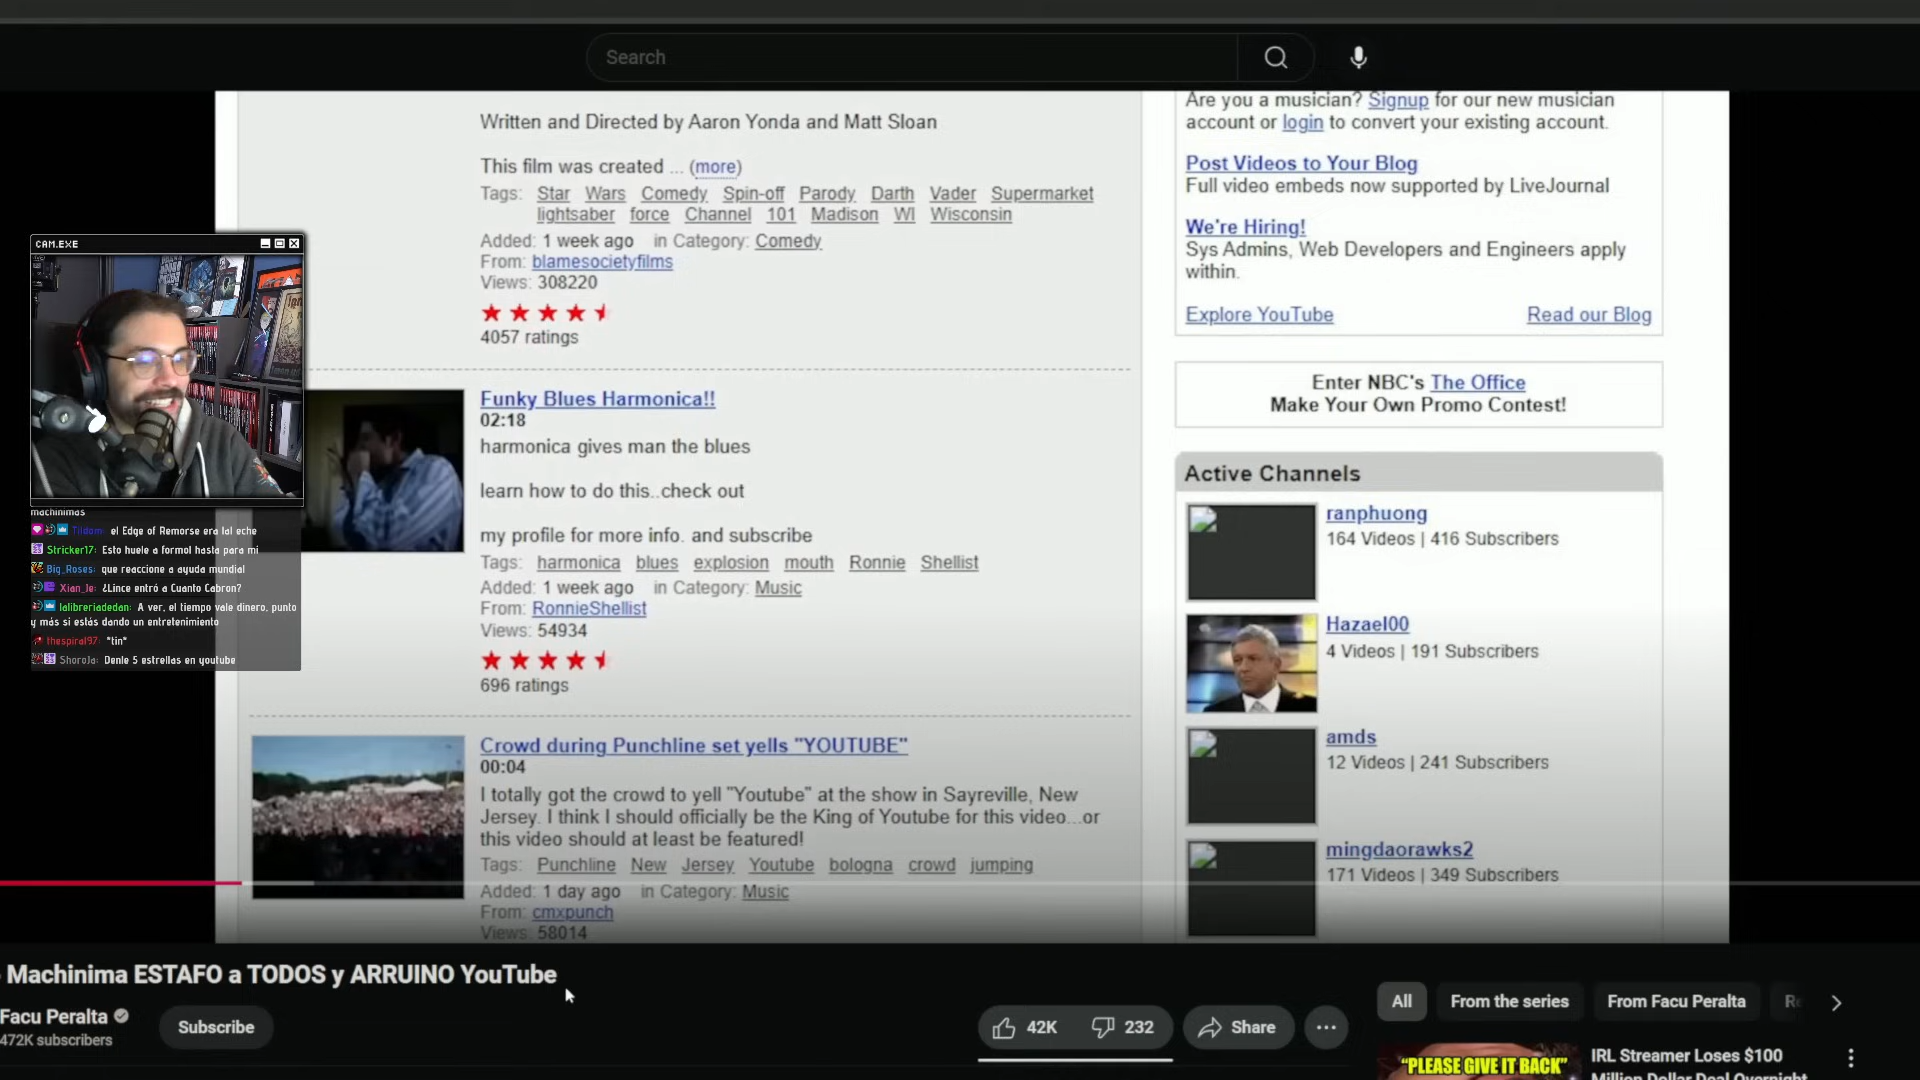 Search
Written and Directed by Aaron Yonda and Matt Sloan
This film was created ... (more)
Tags: Star Wars Comedy Spin-off Parody Darth Vader Supermarket
lightsaber force Channel 101 Madison WI Wisconsin
Added: 1 week ago in Category: Comedy
From: blamesocietyfilms
Views: 308220
4057 ratings
Funky Blues Harmonica!!
02:18
harmonica gives man the blues
learn how to do this..check out
my profile for more info. and subscribe
Tags: harmonica blues explosion mouth Ronnie Shellist
Added: 1 week ago in Category: Music
From: RonnieShellist
Views: 54934
696 ratings
Crowd during Punchline set yells "YOUTUBE"
00:04
I totally got the crowd to yell "Youtube" at the show in Sayreville, New
Jersey. I think I should officially be the King of Youtube for this video...or
this video should at least be featured!
Tags: Punchline New Jersey Youtube bologna crowd jumping
Added: 1 day ago in Category: Music
From: cmxpunch
Views: 58014
Are you a musician? Signup for our new musician
account or login to convert your existing account.
Post Videos to Your Blog
Full video embeds now supported by LiveJournal
We're Hiring!
Sys Admins, Web Developers and Engineers apply
within.
Explore YouTube Read our Blog
Enter NBC's The Office
Make Your Own Promo Contest!
Active Channels
ranphuong
164 Videos | 416 Subscribers
Hazael00
4 Videos | 191 Subscribers
amds
12 Videos | 241 Subscribers
mingdaorawks2
171 Videos | 349 Subscribers
CAM.EXE
machinimas
el Edge of Remorse era lal eche
Stricker17: Esto huele a formol hasta para mi
Big_Roses: que reaccione a ayuda mundial
Xian_le: ¿Lince entró a Cuanto Cabron?
lalibreriadedan: A ver, el tiempo vale dinero, punto
y más si estás dando un entretenimiento
thespiral97: *tin*
ShoroJa: Denle 5 estrellas en youtube
Machinima ESTAFO a TODOS y ARRUINO YouTube
Facu Peralta
472K subscribers
Subscribe
42K
232
Share
All
From the series
From Facu Peralta
"PLEASE GIVE IT BACK"
IRL Streamer Loses $100
Million Dollar Deal Overnight